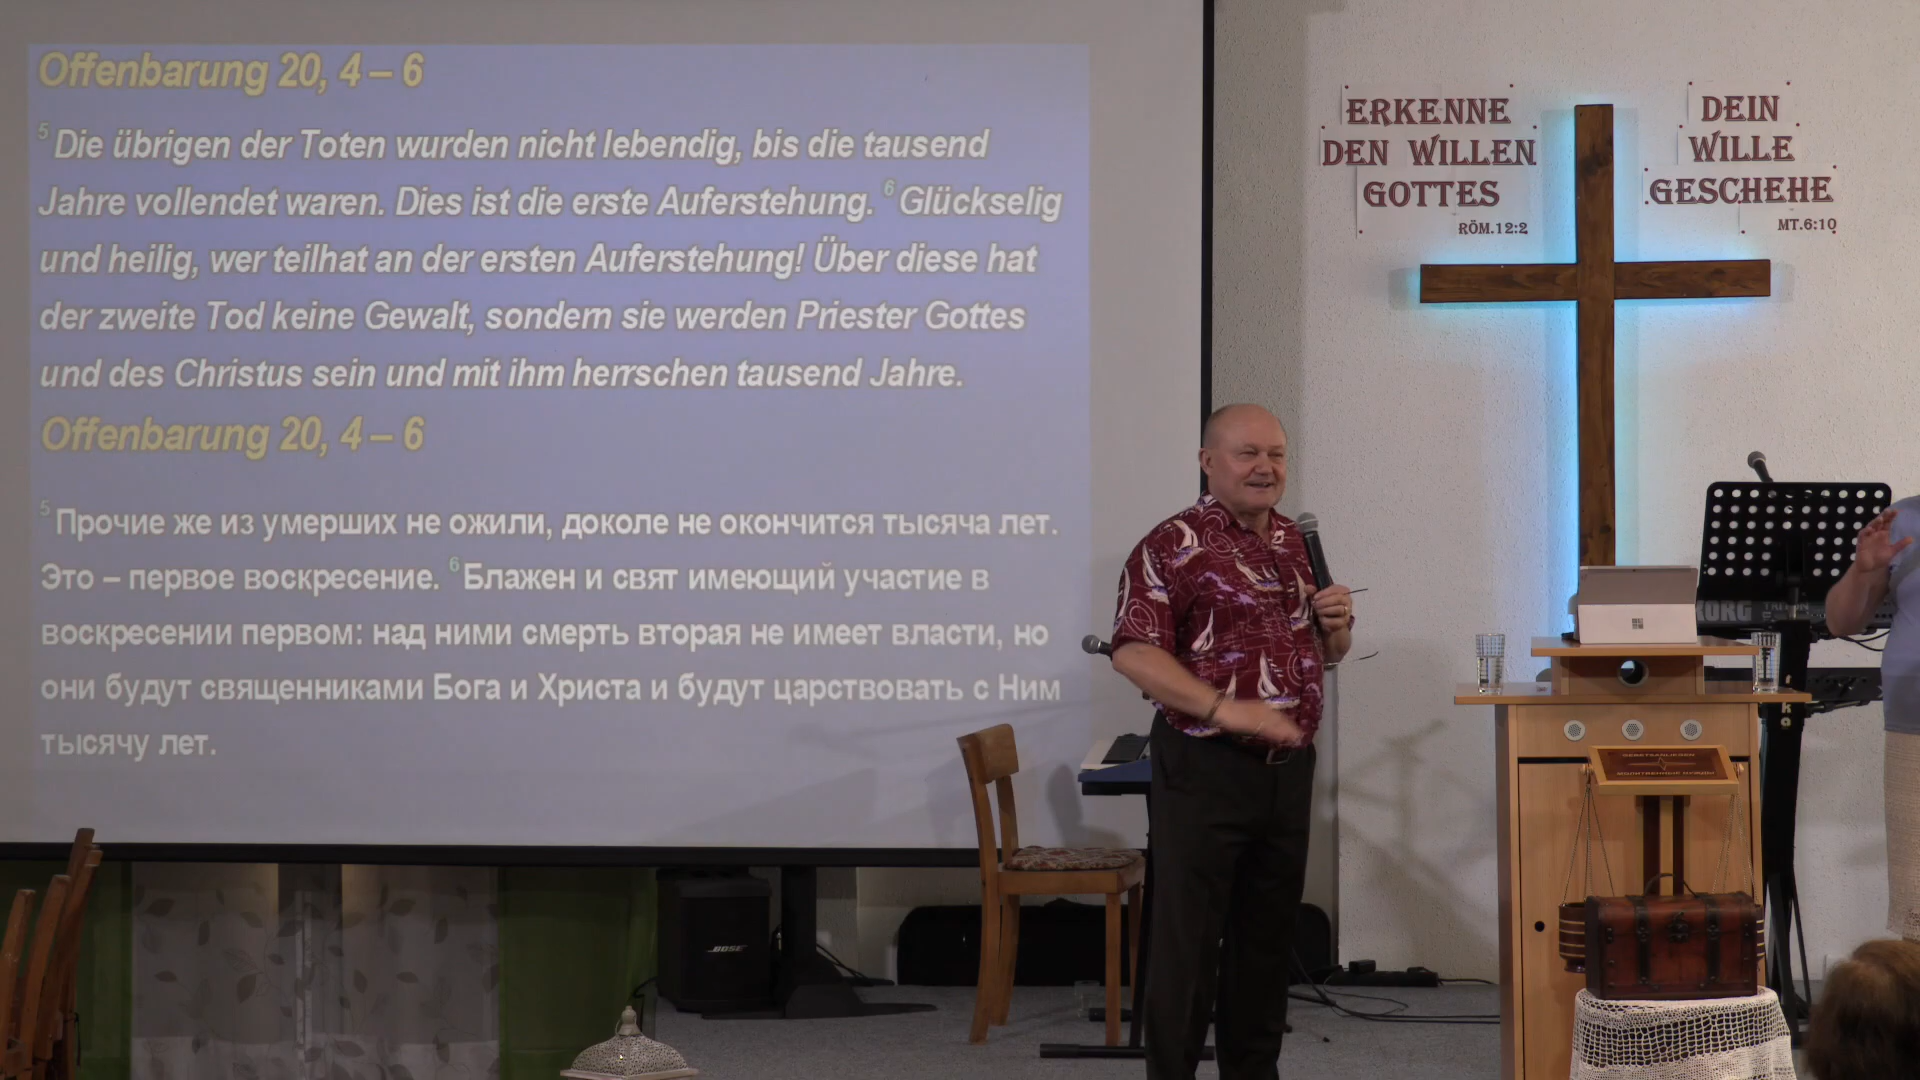 Offenbarung 20, 4 – 6
5 Die übrigen der Toten wurden nicht lebendig, bis die tausend
Jahre vollendet waren. Dies ist die erste Auferstehung. 6 Glückselig
und heilig, wer teilhat an der ersten Auferstehung! Über diese hat
der zweite Tod keine Gewalt, sondern sie werden Priester Gottes
und des Christus sein und mit ihm herrschen tausend Jahre.
Offenbarung 20, 4 – 6
5 Прочие же из умерших не ожили, доколе не окончится тысяча лет.
Это – первое воскресение. 6 Блажен и свят имеющий участие в
воскресении первом: над ними смерть вторая не имеет власти, но
они будут священниками Бога и Христа и будут царствовать с Ним
тысячу лет.
ERKENNE
DEN WILLEN
GOTTES
RÖM.12:2
DEIN
WILLE
GESCHEHE
MT.6:10
KORG
GEBETSANLIEGEN
МОЛИТВЕННЫЕ НУЖДЫ
BOSE